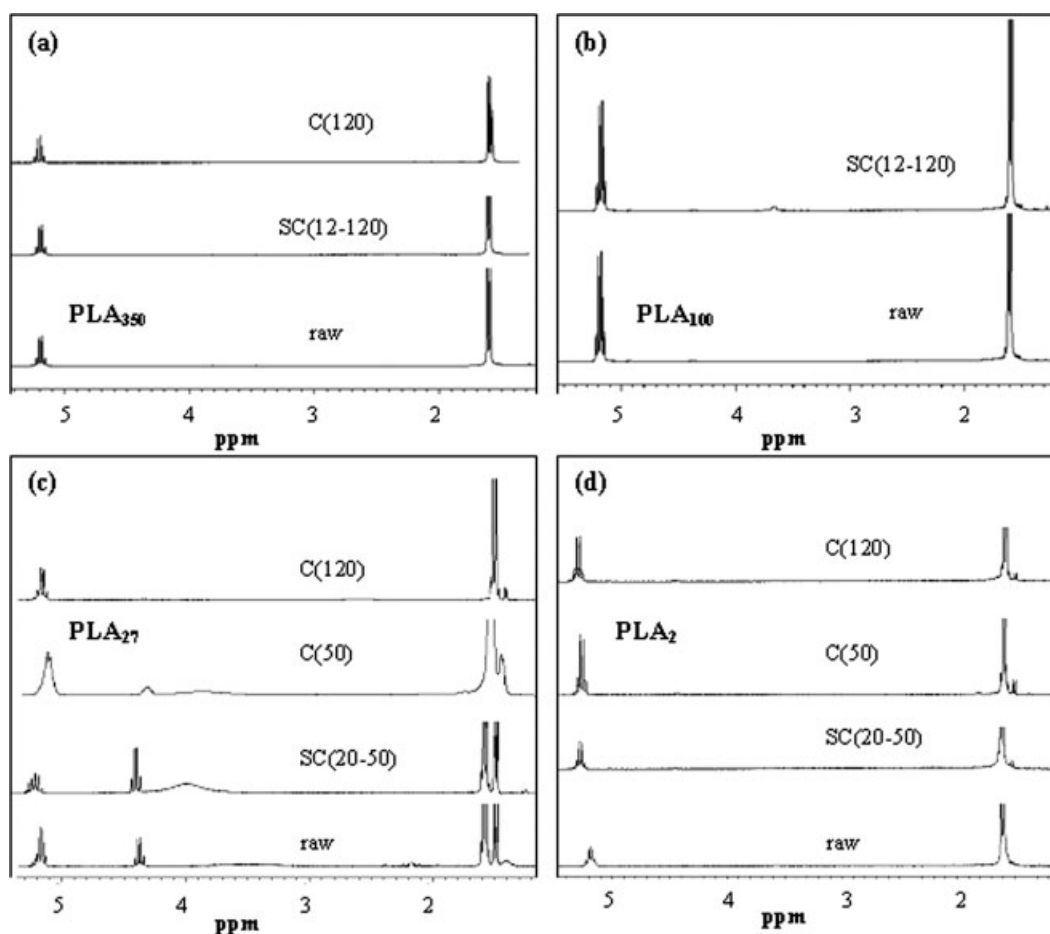 (a)
C(120)
SC(12-120)
PLA₃₅₀
raw
5 4 3 2
ppm
(b)
SC(12-120)
PLA₁₀₀
raw
5 4 3 2
ppm
(c)
C(120)
PLA₂₇
C(50)
SC(20-50)
raw
5 4 3 2
ppm
(d)
C(120)
PLA₂
C(50)
SC(20-50)
raw
5 4 3 2
ppm